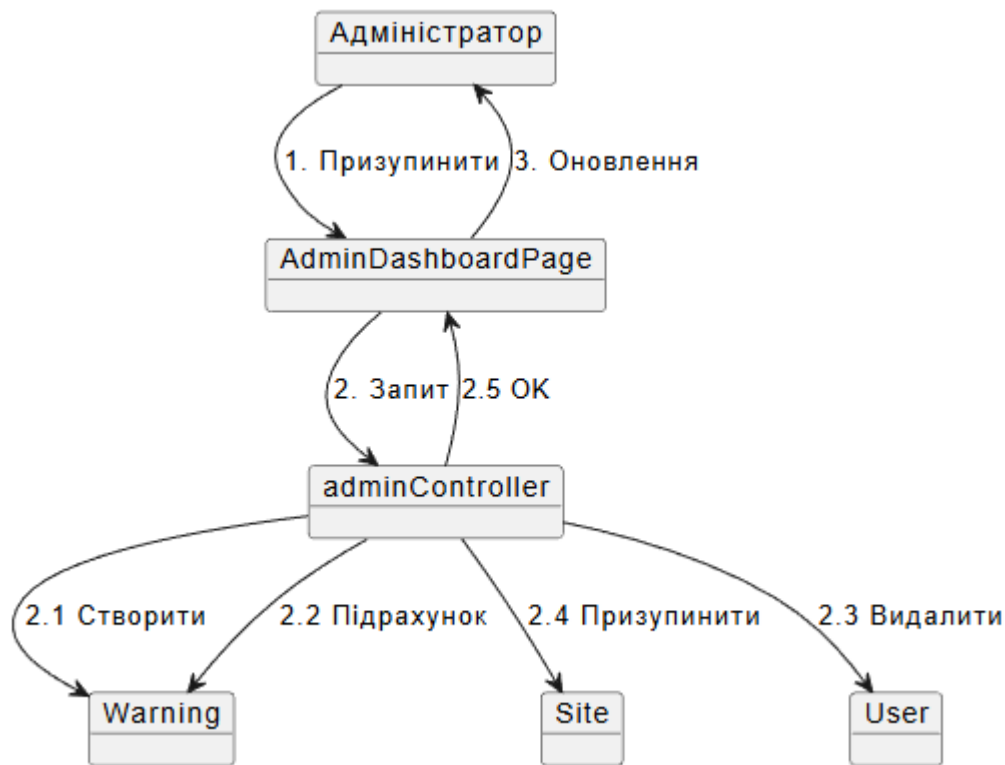 Адміністратор
1. Призупинити
3. Оновлення
AdminDashboardPage
2. Запит
2.5 OK
adminController
2.1 Створити
2.2 Підрахунок
2.4 Призупинити
2.3 Видалити
Warning
Site
User